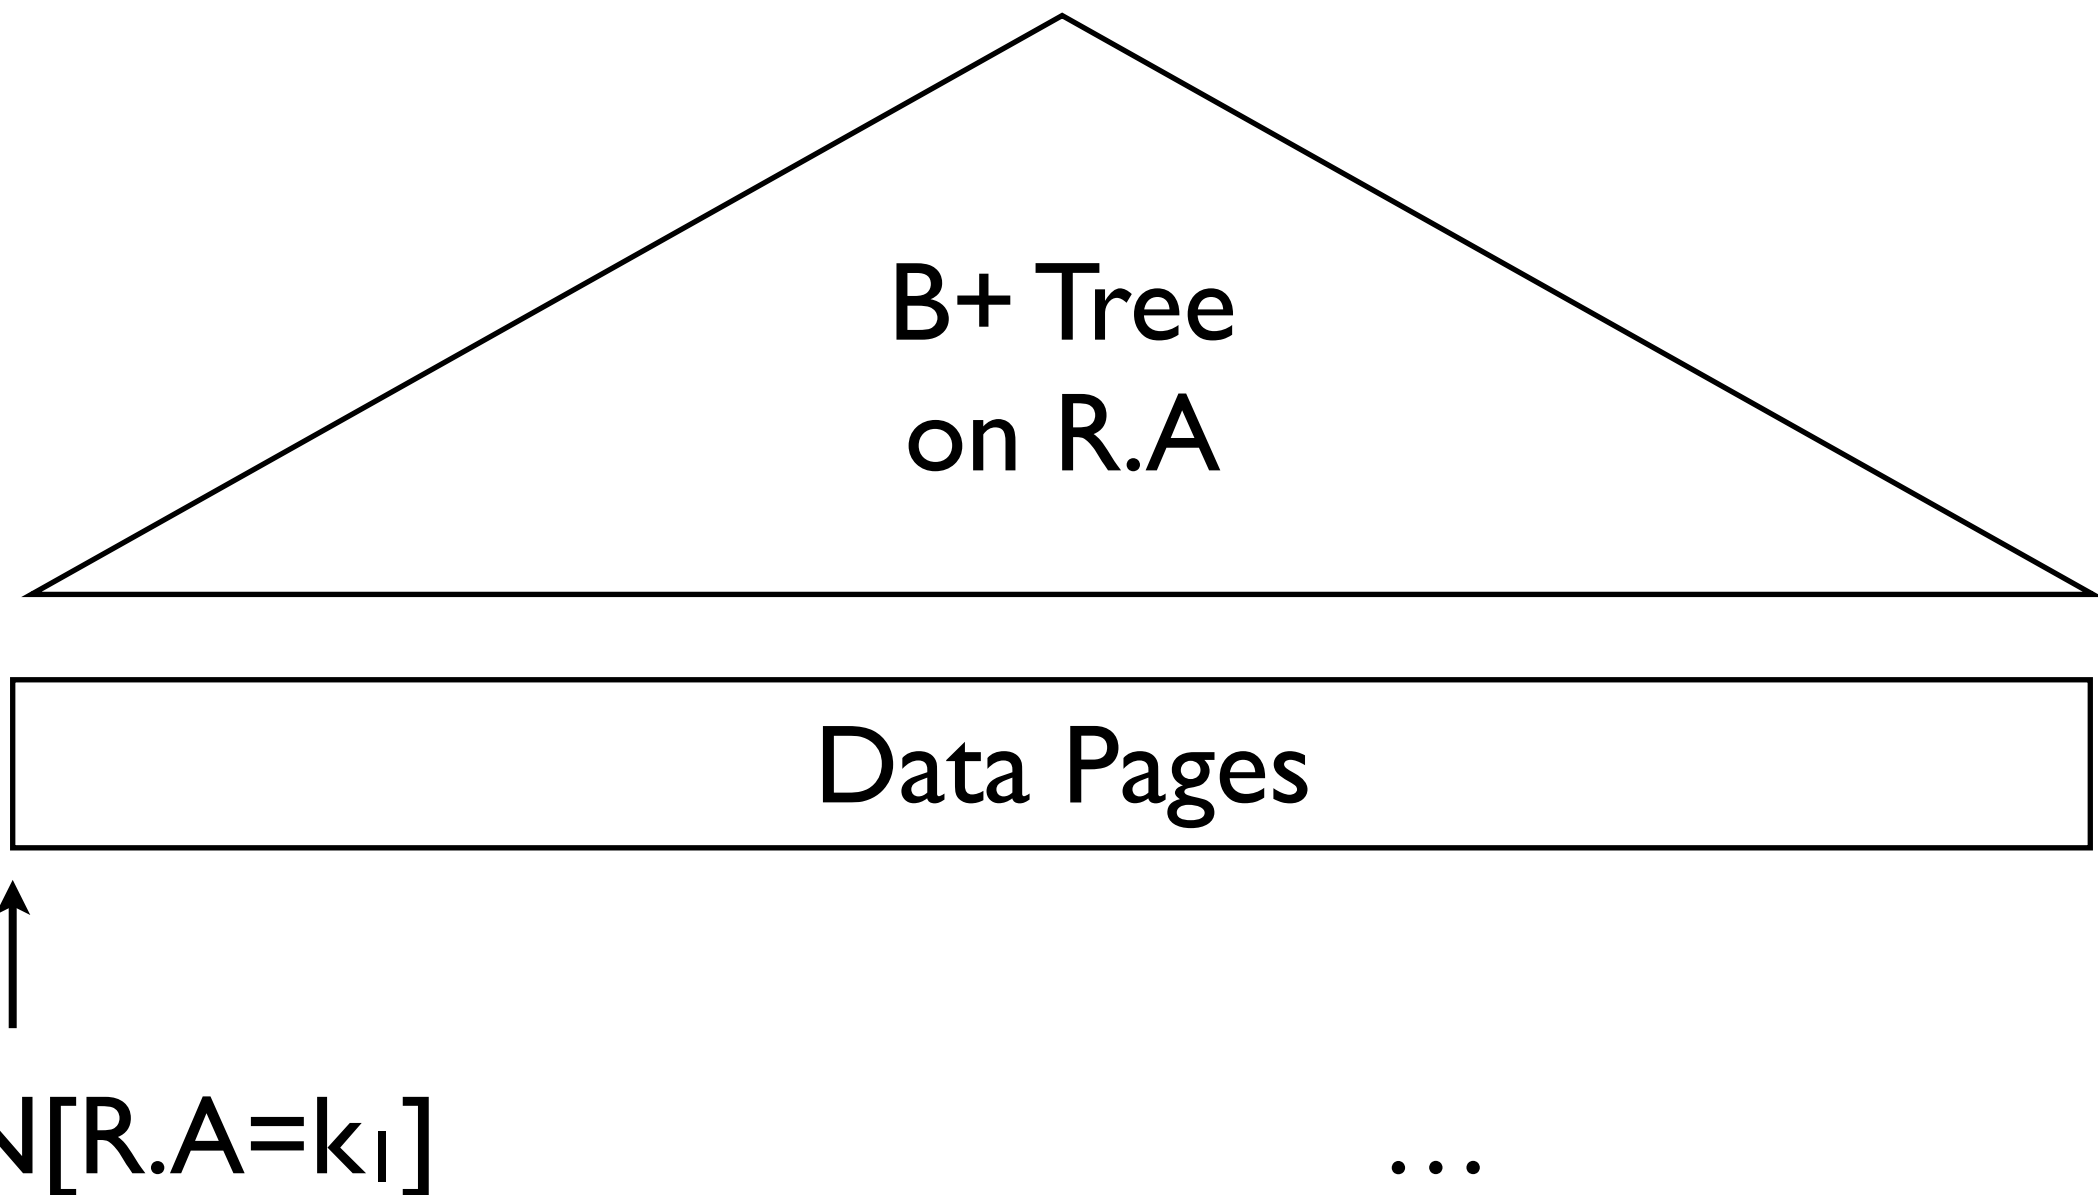 B+ Tree
on R.A
Data Pages
N[R.A=k₁]
...